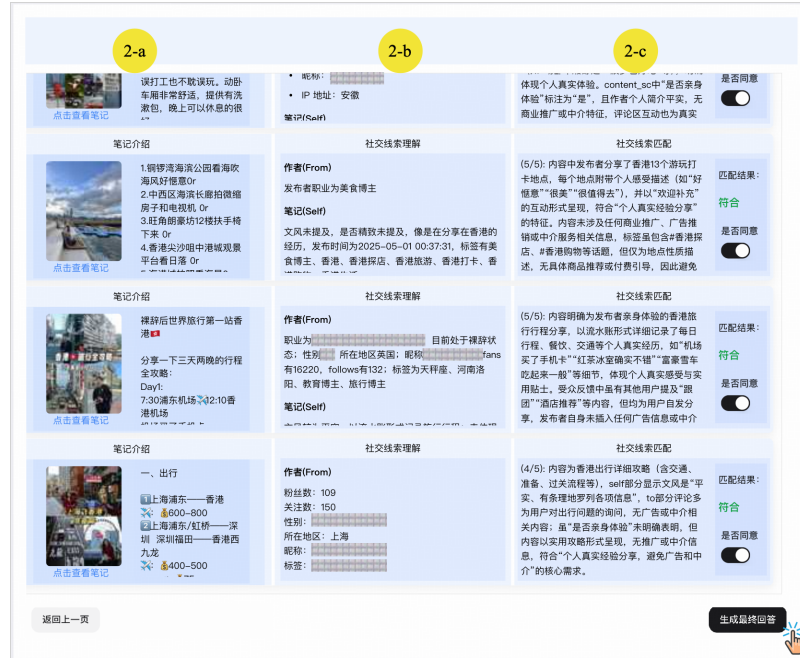 2-a
2-b
2-c
误打工也不耽误玩。动卧
车厢非常舒适，提供有洗
漱包，晚上可以休息的很
点击查看笔记
• 昵称：
• IP 地址：安徽
笔记(Self)
体现个人真实体验。content_sc中“是否亲身
体验”标注为“是”，且作者个人简介平实，无
商业推广或中介特征，评论区互动也为真实
是否同意
笔记介绍
社交线索理解
社交线索匹配
1.铜锣湾海滨公园看海吹
海风好惬意0r
2.中西区海滨长廊拍微缩
房子和电视机 0r
3.旺角朗豪坊12楼扶手椅
下来 0r
4.香港尖沙咀中港城观景
平台看日落 0r
点击查看笔记
作者(From)
发布者职业为美食博主
笔记(Self)
文风未提及，是否精致未提及，像是在分享在香港的
经历，发布时间为2025-05-01 00:37:31，标签有美
食博主、香港、香港探店、香港旅游、香港打卡、香
(5/5): 内容中发布者分享了香港13个游玩打
卡地点，每个地点附带个人感受描述（如“好
惬意”“很美”“很值得去”），并以“欢迎补充”
的互动形式呈现，符合“个人真实经验分享”
的特征。内容未涉及任何商业推广、广告推
销或中介服务相关信息，标签虽包含#香港探
店、#香港购物等话题，但仅为地点性质描
述，无具体商品推荐或付费引导，因此避免
匹配结果：
符合
是否同意
笔记介绍
社交线索理解
社交线索匹配
裸辞后世界旅行第一站香
港🇭🇰
分享一下三天两晚的行程
全攻略：
Day1:
7:30浦东机场✈️12:10香
港机场
点击查看笔记
作者(From)
职业为 目前处于裸辞状
态；性别 所在地区英国；昵称 fans
有16220，follows有132；标签为天秤座、河南洛
阳、教育博主、旅行博主
笔记(Self)
(5/5): 内容明确为发布者亲身体验的香港旅
行行程分享，以流水账形式详细记录了每日
行程、餐饮、交通等个人真实经历，如“机场
买了手机卡”“红茶冰室确实不错”“富豪雪车
吃起来一般”等细节，体现个人真实感受与实
用贴士。受众反馈中虽有其他用户提及“跟
团”“酒店推荐”等内容，但均为用户自发分
享，发布者自身未插入任何广告信息或中介
匹配结果：
符合
是否同意
笔记介绍
社交线索理解
社交线索匹配
一、出行
1️⃣上海浦东——香港
✈️：💰600–800
2️⃣上海浦东/虹桥——深
圳 深圳福田——香港西
九龙
✈️：💰400–500
点击查看笔记
作者(From)
粉丝数：109
关注数：150
性别：
所在地区：上海
昵称：
标签：
(4/5): 内容为香港出行详细攻略（含交通、
准备、过关流程等），self部分显示文风是“平
实、有条理地罗列各项信息”，to部分评论多
为用户对出行问题的询问，无广告或中介相
关内容；虽“是否亲身体验”未明确表明，但
内容以实用攻略形式呈现，无推广或中介信
息，符合“个人真实经验分享，避免广告和中
介”的核心需求。
匹配结果：
符合
是否同意
返回上一页
生成最终回答